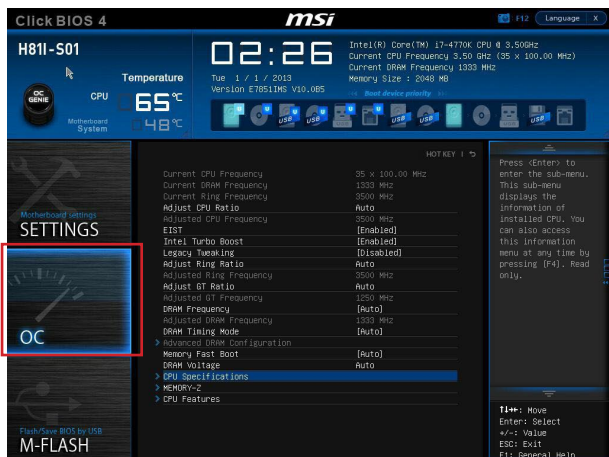 Click BIOS 4
msi
F12
Language
X
H81I-S01
OC
GENIE
CPU
Motherboard
System
Temperature
65°C
48°C
02:26
Tue 1 / 1 / 2013
Version E7851IMS V10.0B5
Intel(R) Core(TM) i7-4770K CPU @ 3.50GHz
Current CPU Frequency 3.50 GHz (35 x 100.00 MHz)
Current DRAM Frequency 1333 MHz
Memory Size : 2048 MB
Boot device priority
U
USB
U
USB
U
U
U
USB
USB
USB
HOT KEY
Motherboard settings
SETTINGS
OC
Flash/Save BIOS by USB
M-FLASH
Current CPU Frequency 35 x 100.00 MHz
Current DRAM Frequency 1333 MHz
Current Ring Frequency 3500 MHz
Adjust CPU Ratio Auto
Adjusted CPU Frequency 3500 MHz
EIST [Enabled]
Intel Turbo Boost [Enabled]
Legacy Tweaking [Disabled]
Adjust Ring Ratio Auto
Adjusted Ring Frequency 3500 MHz
Adjust GT Ratio Auto
Adjusted GT Frequency 1250 MHz
DRAM Frequency [Auto]
Adjusted DRAM Frequency 1333 MHz
DRAM Timing Mode [Auto]
> Advanced DRAM Configuration
Memory Fast Boot [Auto]
DRAM Voltage Auto
> CPU Specifications
> MEMORY-Z
> CPU Features
Press <Enter> to
enter the sub-menu.
This sub-menu
displays the
information of
installed CPU. You
can also access
this information
menu at any time by
pressing [F4]. Read
only.
↑↓→←: Move
Enter: Select
+/-: Value
ESC: Exit
F1: General Help